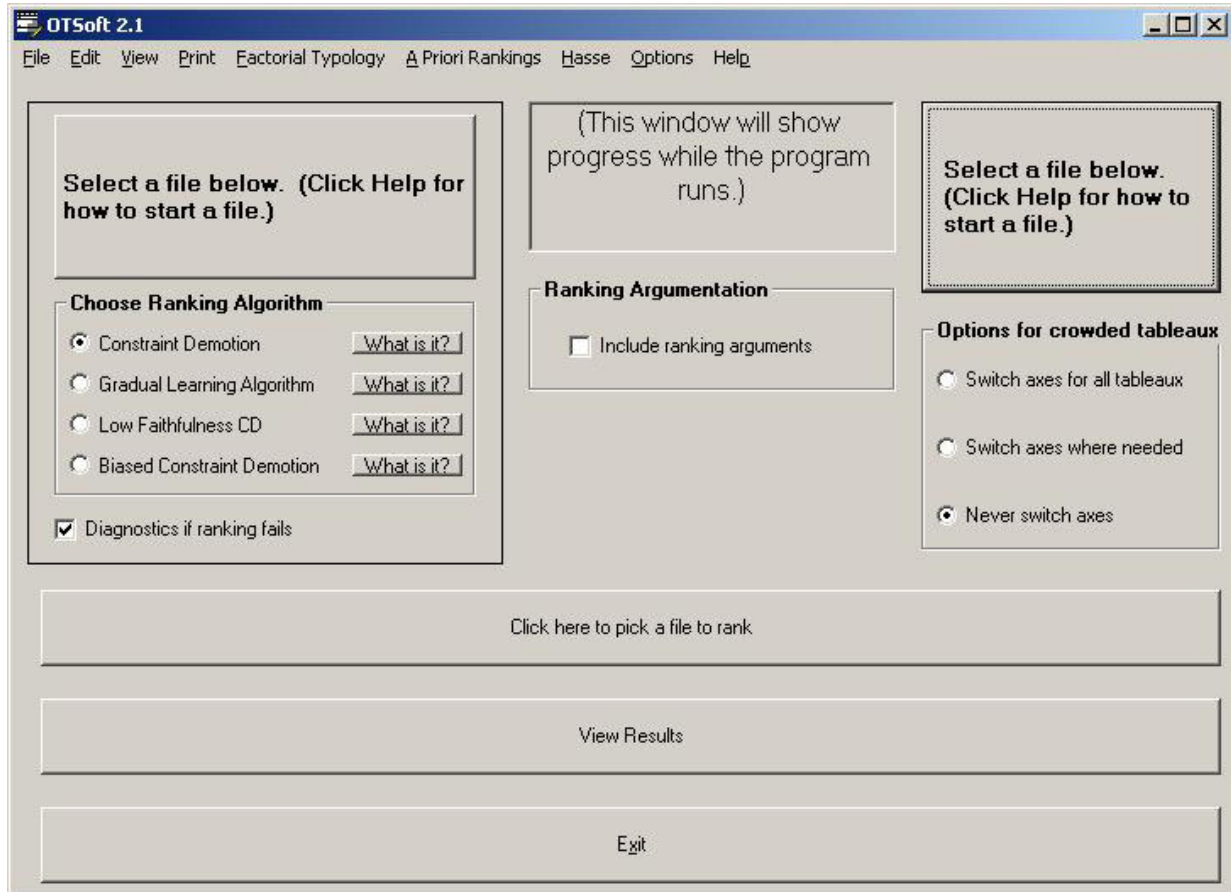 OTSoft 2.1
File Edit View Print Factorial Typology A Priori Rankings Hasse Options Help
Select a file below. (Click Help for
how to start a file.)
Choose Ranking Algorithm
Constraint Demotion What is it?
Gradual Learning Algorithm What is it?
Low Faithfulness CD What is it?
Biased Constraint Demotion What is it?
Diagnostics if ranking fails
(This window will show
progress while the program
runs.)
Ranking Argumentation
Include ranking arguments
Select a file below.
(Click Help for how to
start a file.)
Options for crowded tableaux
Switch axes for all tableaux
Switch axes where needed
Never switch axes
Click here to pick a file to rank
View Results
Exit